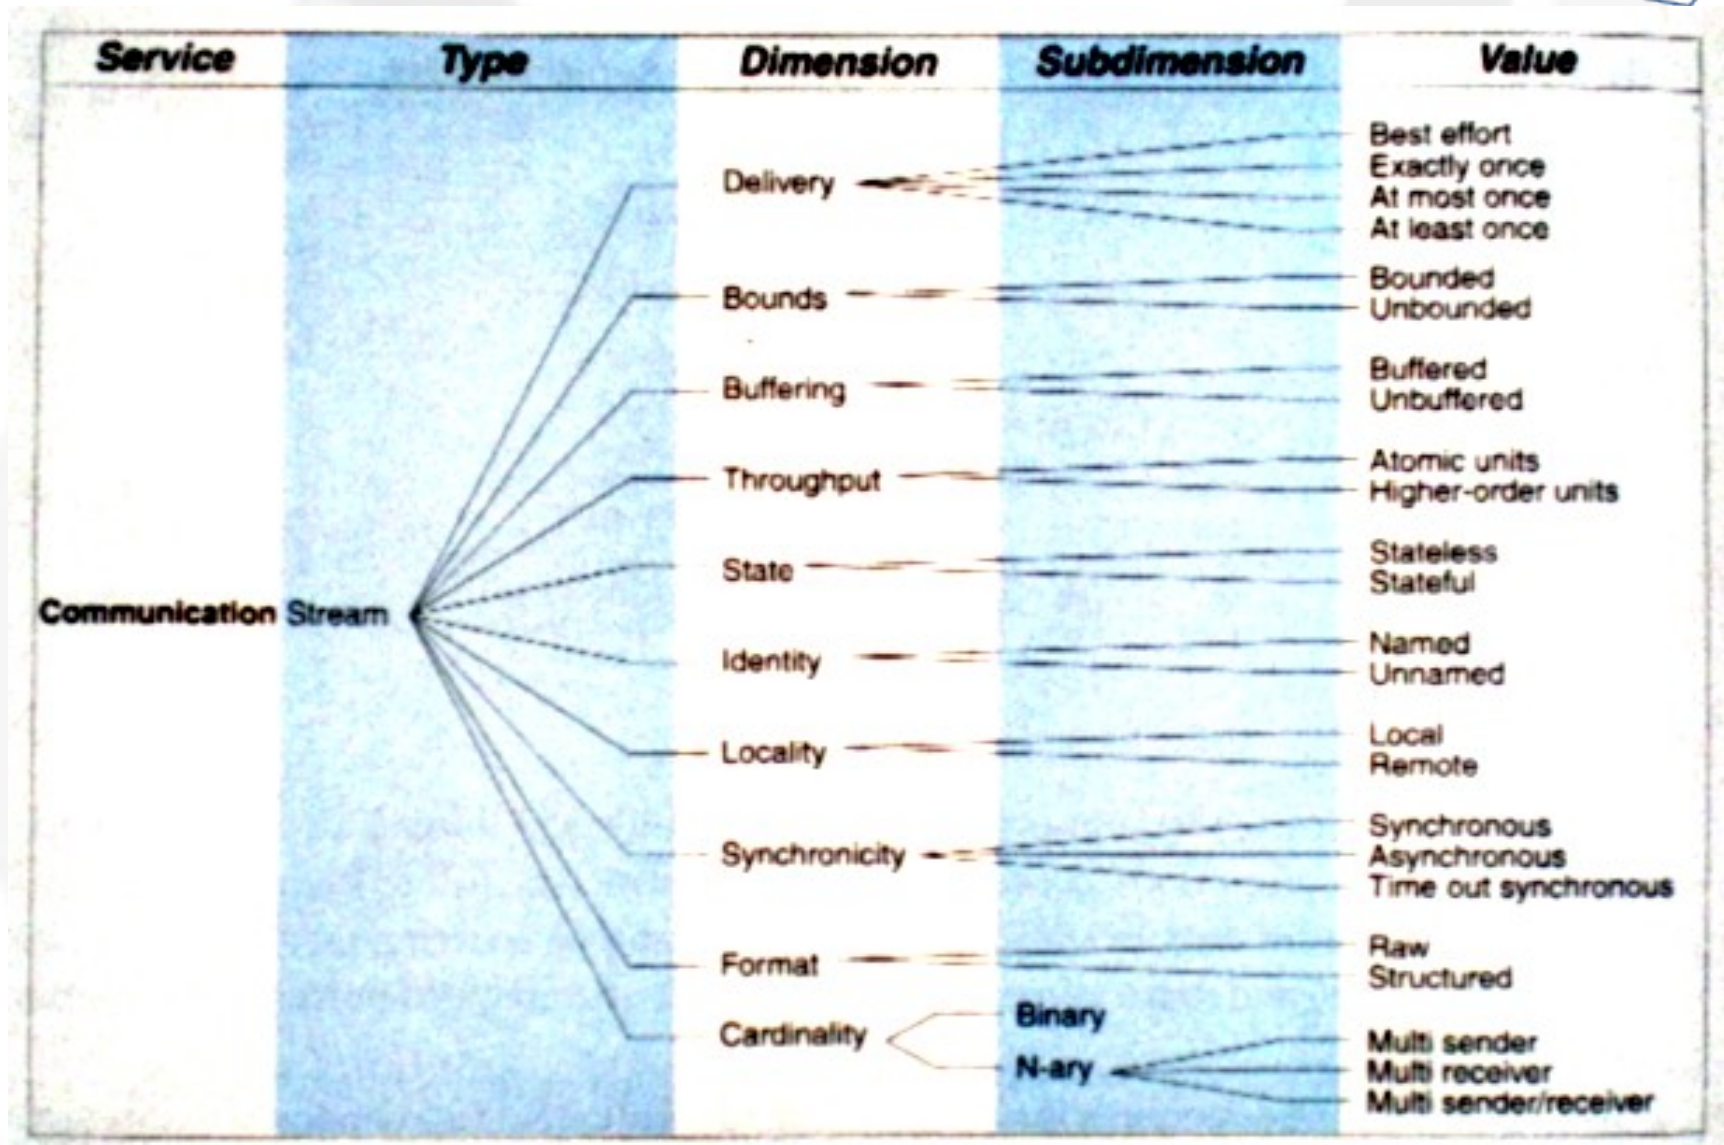 Service Type Dimension Subdimension Value
Best effort
Delivery Exactly once
At most once
At least once
Bounded
Bounds
Unbounded
Buffered
Buffering
Unbuffered
Atomic units
Throughput
Higher-order units
Stateless
State
Stateful
Communication Stream
Named
Identity
Unnamed
Local
Locality
Remote
Synchronous
Synchronicity Asynchronous
Time out synchronous
Raw
Format
Structured
Binary
Cardinality
Multi sender
N-ary Multi receiver
Multi sender/receiver